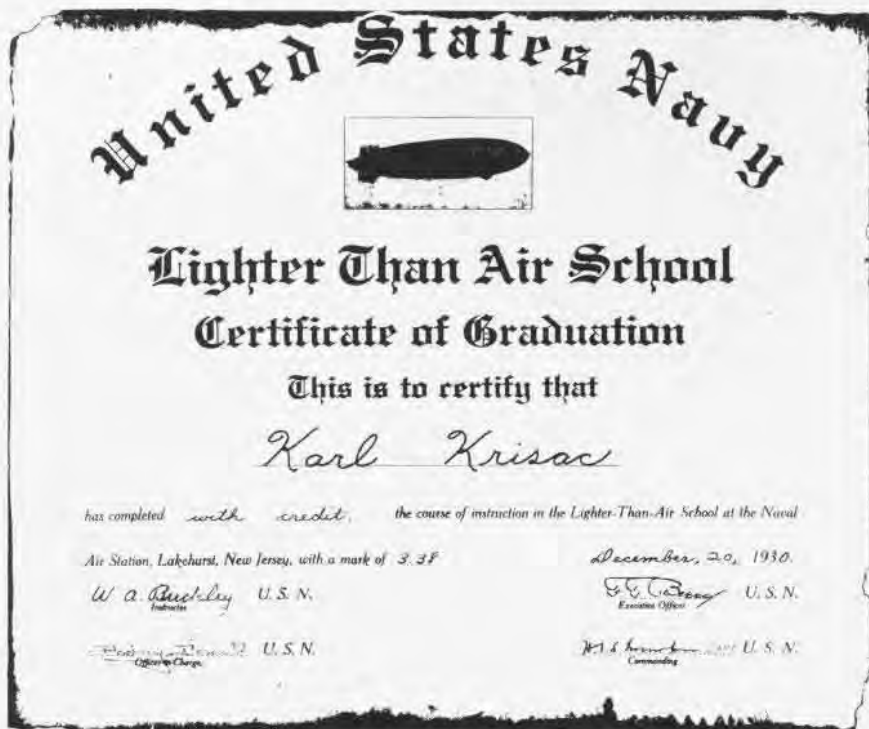 United States Navy
Lighter Than Air School
Certificate of Graduation
This is to certify that
Karl Krisac
has completed with credit, the course of instruction in the Lighter-Than-Air School at the Naval
Air Station, Lakehurst, New Jersey, with a mark of 3.38 December, 20, 1930.
W. A. Buckley U. S. N. U. S. N.
Instructor Executive Officer
U. S. N. U. S. N.
Officer in Charge. Commanding